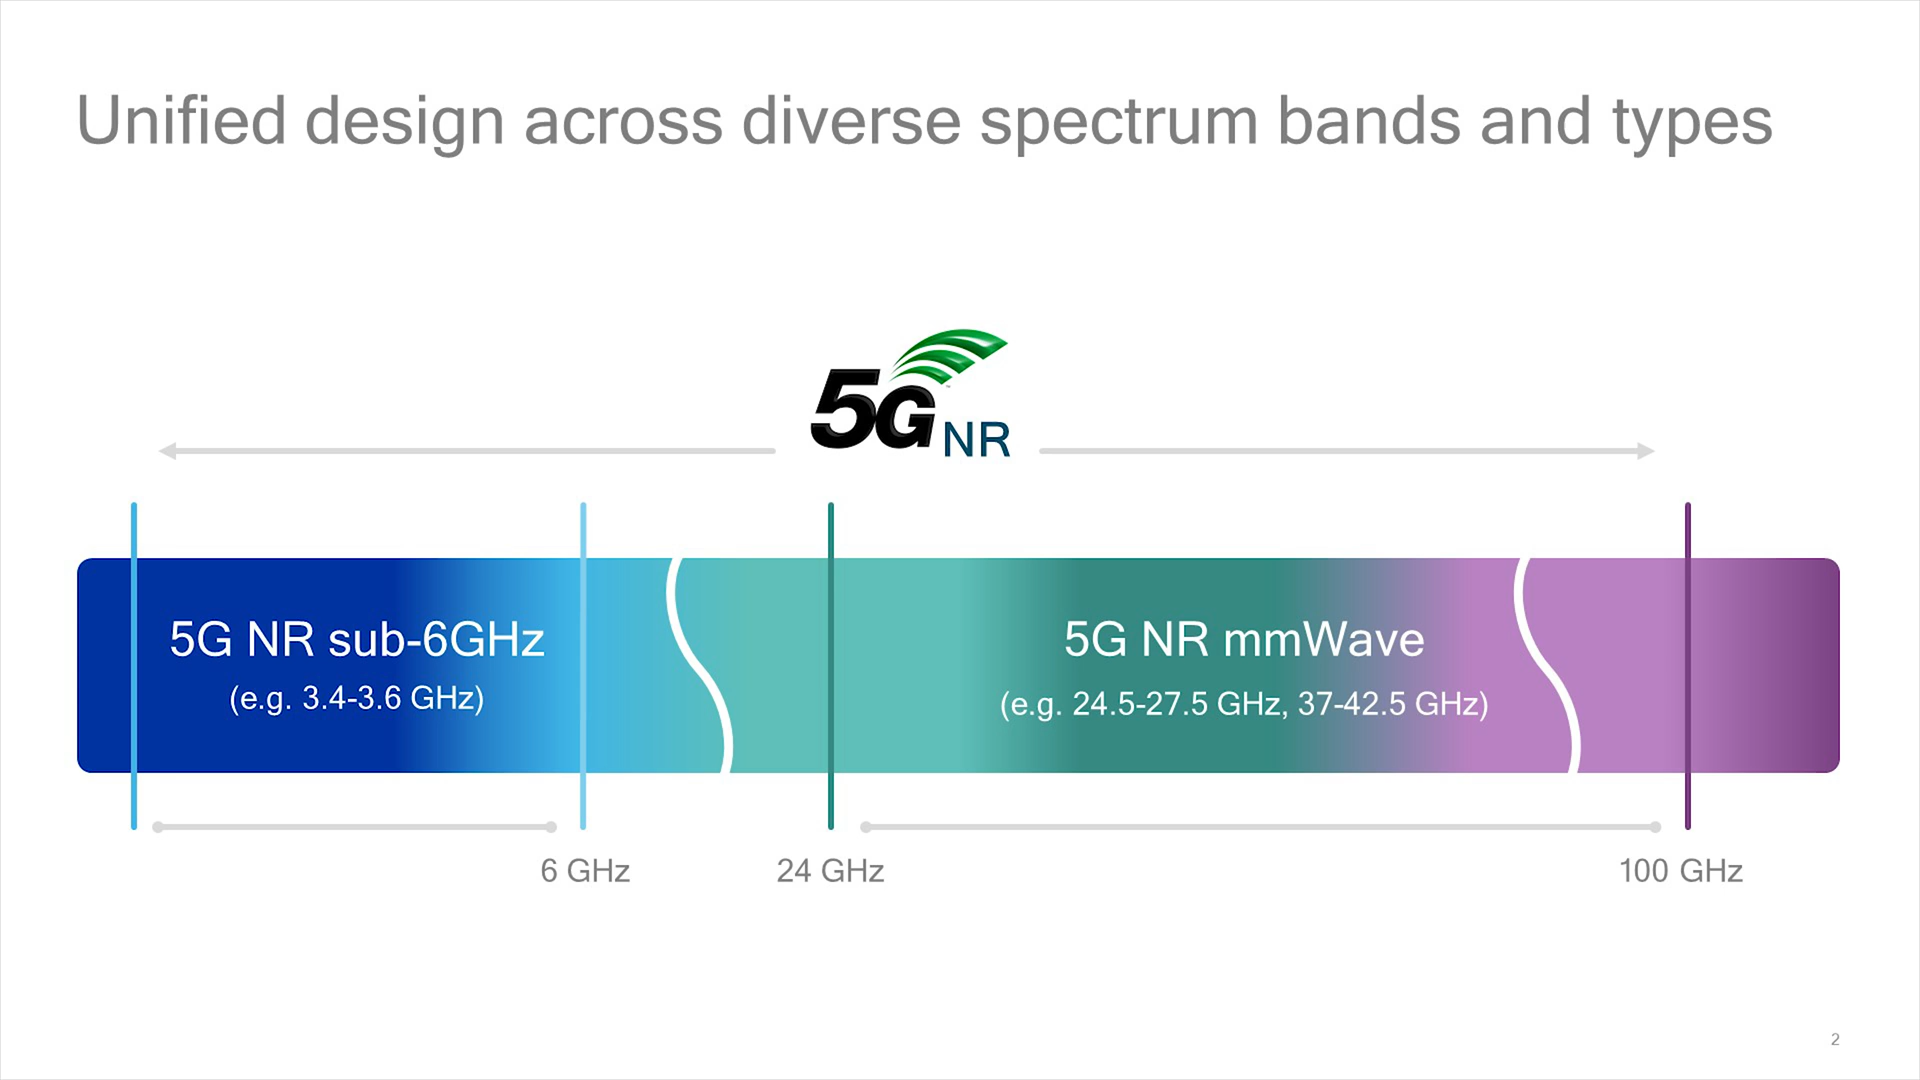 Unified design across diverse spectrum bands and types
5G NR
5G NR sub-6GHz
(e.g. 3.4-3.6 GHz)
5G NR mmWave
(e.g. 24.5-27.5 GHz, 37-42.5 GHz)
6 GHz
24 GHz
100 GHz
2